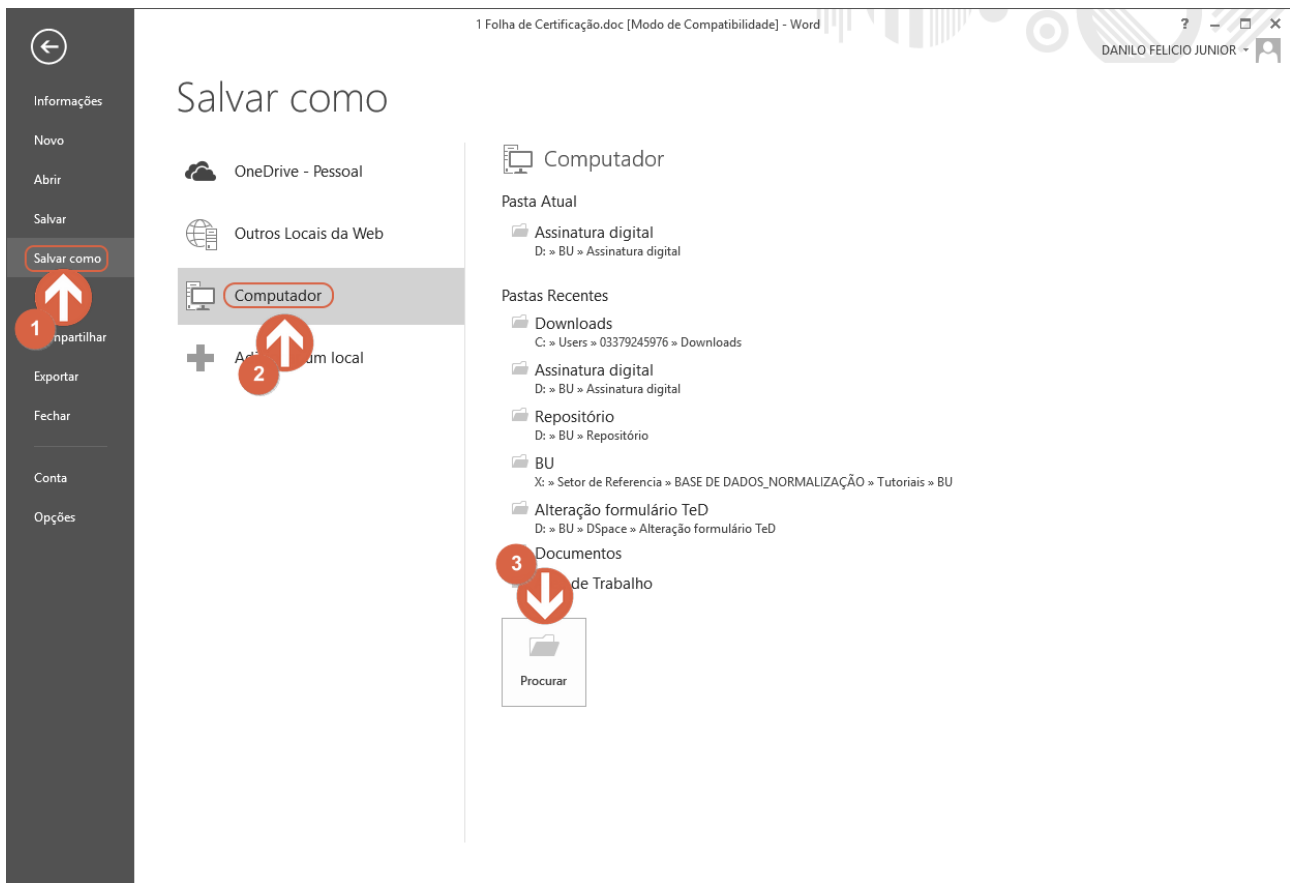 1 Folha de Certificação.doc [Modo de Compatibilidade] - Word
?
DANILO FELICIO JUNIOR
Informações
Novo
Abrir
Salvar
Salvar como
1
mpartilhar
Exportar
Fechar
Conta
Opções
Salvar como
OneDrive - Pessoal
Outros Locais da Web
Computador
2
um local
Computador
Pasta Atual
Assinatura digital
D: » BU » Assinatura digital
Pastas Recentes
Downloads
C: » Users » 03379245976 » Downloads
Assinatura digital
D: » BU » Assinatura digital
Repositório
D: » BU » Repositório
BU
X: » Setor de Referencia » BASE DE DADOS_NORMALIZAÇÃO » Tutoriais » BU
Alteração formulário TeD
D: » BU » DSpace » Alteração formulário TeD
3
Documentos
de Trabalho
Procurar